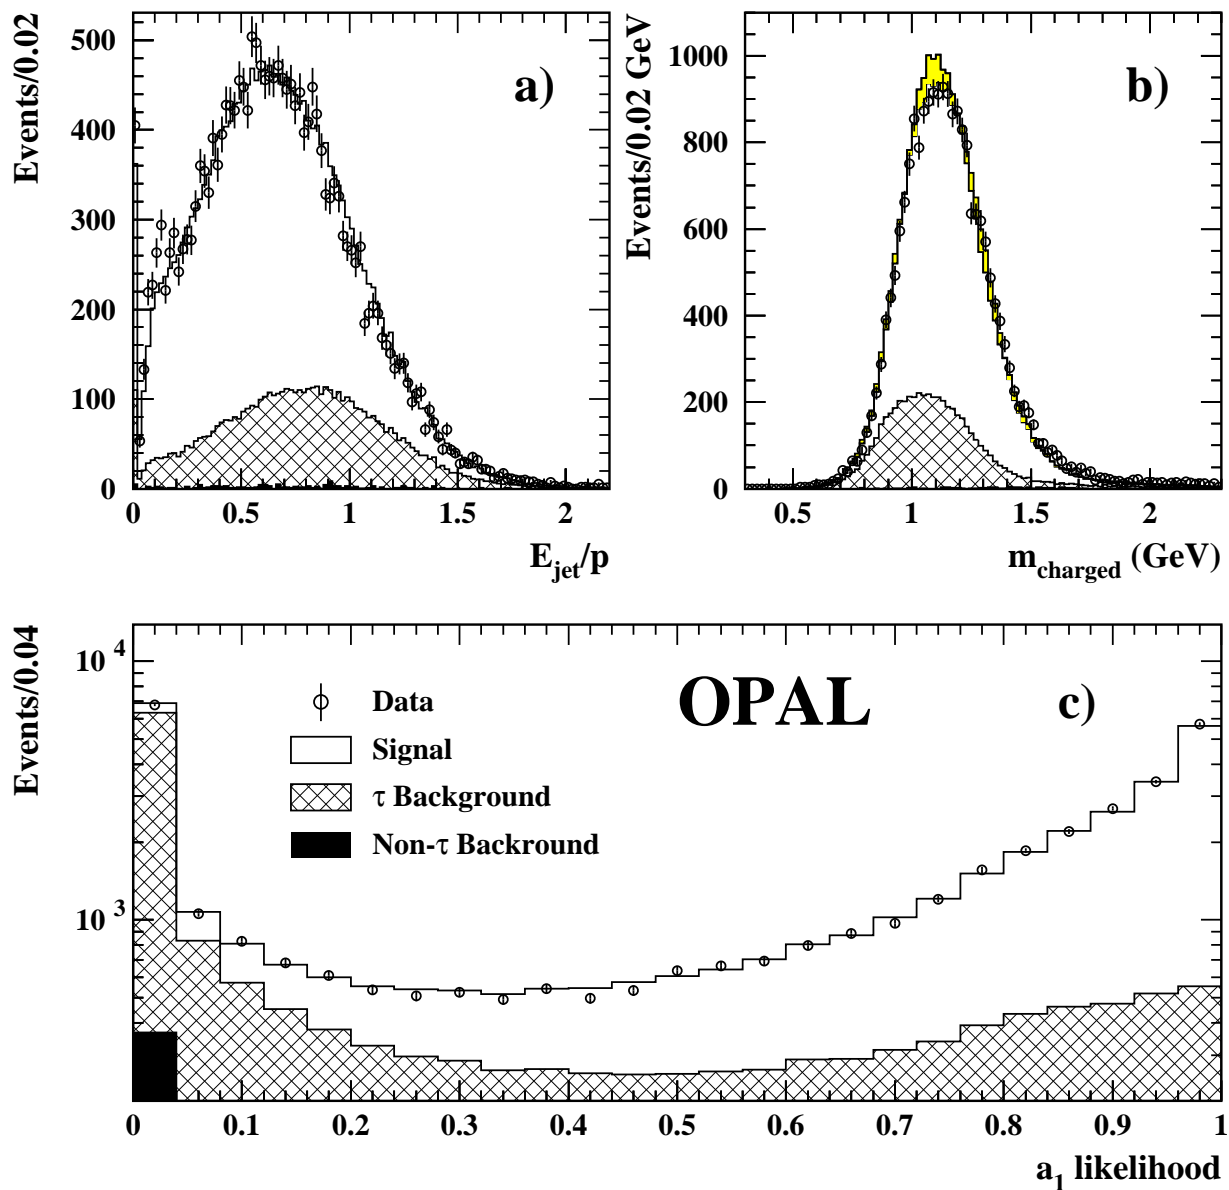 Events/0.02
500
400
300
200
100
0
a)
0
0.5
1
1.5
2
E_jet/p
Events/0.02 GeV
1000
800
600
400
200
0
b)
0.5
1
1.5
2
m_charged (GeV)
Events/0.04
10^4
10^3
Data
Signal
τ Background
Non-τ Backround
OPAL
c)
0
0.1
0.2
0.3
0.4
0.5
0.6
0.7
0.8
0.9
1
a_1 likelihood